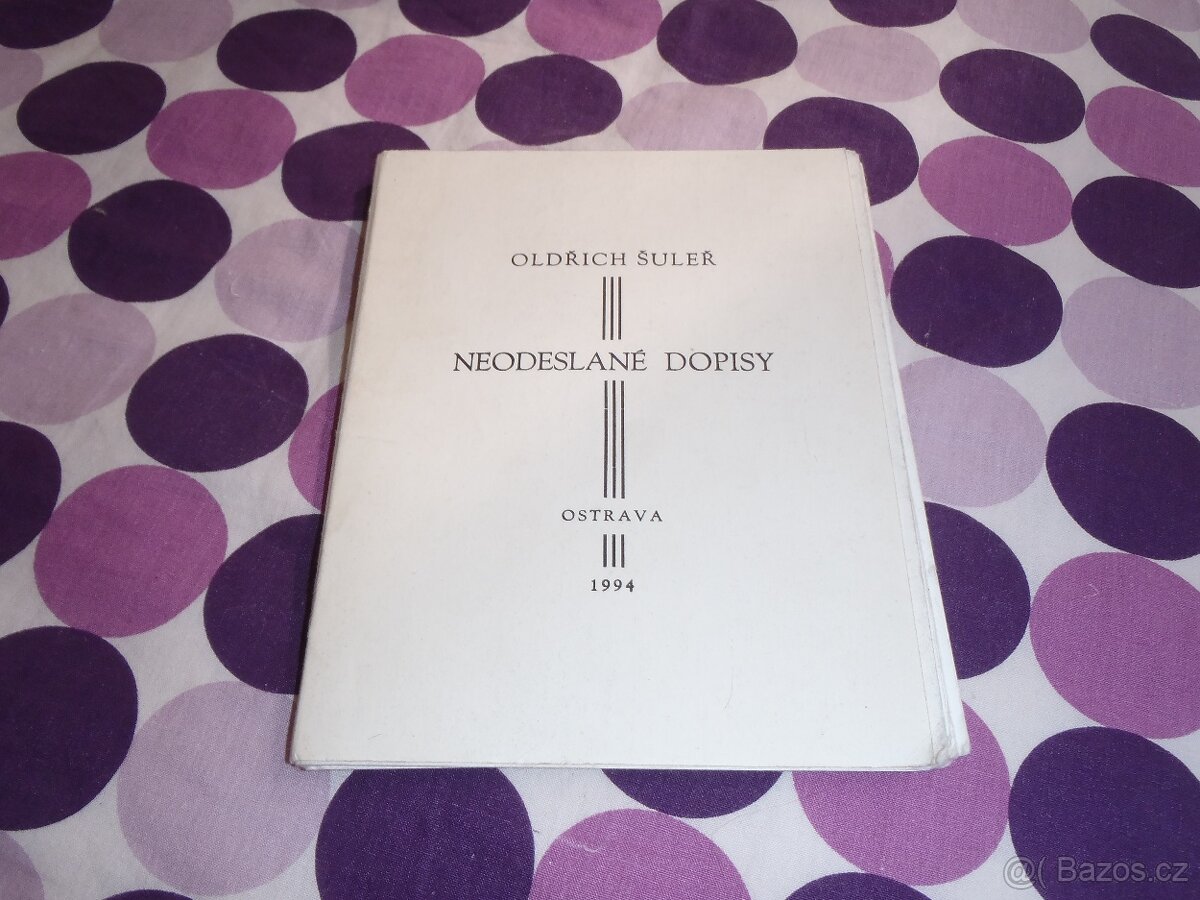 OLDŘICH ŠULEŘ
NEODESLANÉ DOPISY
OSTRAVA
1994
@( Bazos.cz